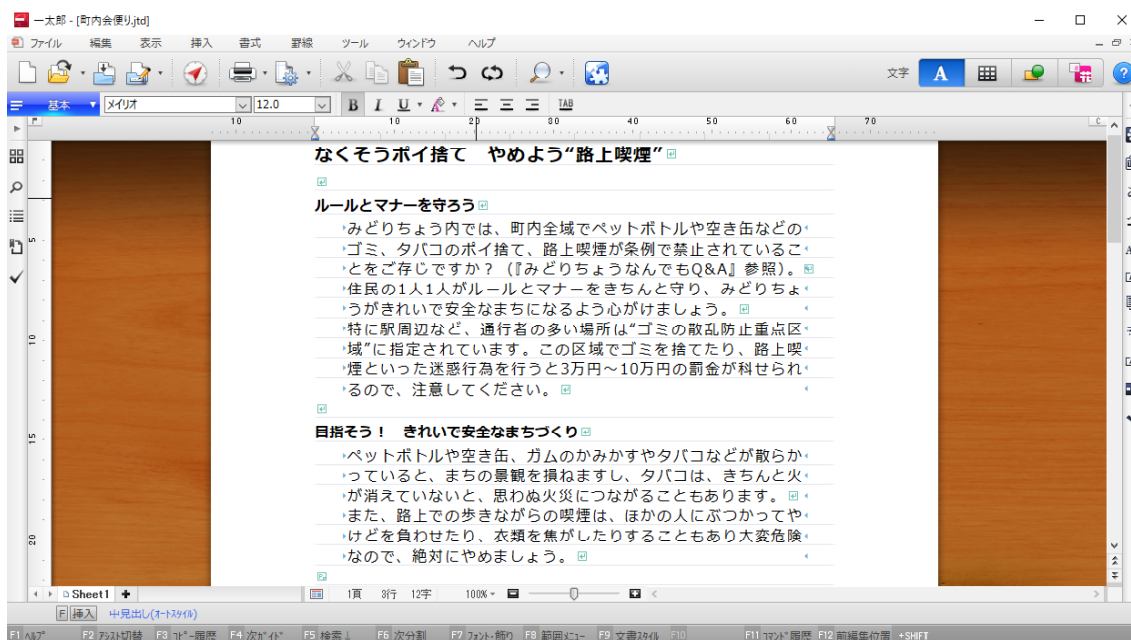 一太郎 - [町内会便り.jtd]
ファイル 編集 表示 挿入 書式 罫線 ツール ウィンドウ ヘルプ
文字 A
基本 メイリオ 12.0 B I U A TAB
10 10 20 30 40 50 60 70
なくそうポイ捨て　やめよう“路上喫煙”
ルールとマナーを守ろう
みどりちょう内では、町内全域でペットボトルや空き缶などの
ゴミ、タバコのポイ捨て、路上喫煙が条例で禁止されているこ
とをご存じですか？（『みどりちょうなんでもQ&A』参照）。
住民の1人1人がルールとマナーをきちんと守り、みどりちょ
うがきれいで安全なまちになるよう心がけましょう。
特に駅周辺など、通行者の多い場所は“ゴミの散乱防止重点区
域”に指定されています。この区域でゴミを捨てたり、路上喫
煙といった迷惑行為を行うと3万円～10万円の罰金が科せられ
るので、注意してください。
目指そう！　きれいで安全なまちづくり
ペットボトルや空き缶、ガムのかみかすやタバコなどが散らか
っていると、まちの景観を損ねますし、タバコは、きちんと火
が消えていないと、思わぬ火災につながることもあります。
また、路上での歩きながらの喫煙は、ほかの人にぶつかってや
けどを負わせたり、衣類を焦がしたりすることもあり大変危険
なので、絶対にやめましょう。
5
10
15
20
Sheet1 1頁 3行 12字 100%
F 挿入 中見出し(オートスタイル)
F1 ヘルプ F2 アシスト切替 F3 コピー履歴 F4 次ガイド F5 検索↓ F6 次分割 F7 フォント・飾り F8 範囲メニュー F9 文書スタイル F10 F11 コマンド履歴 F12 前編集位置 +SHIFT